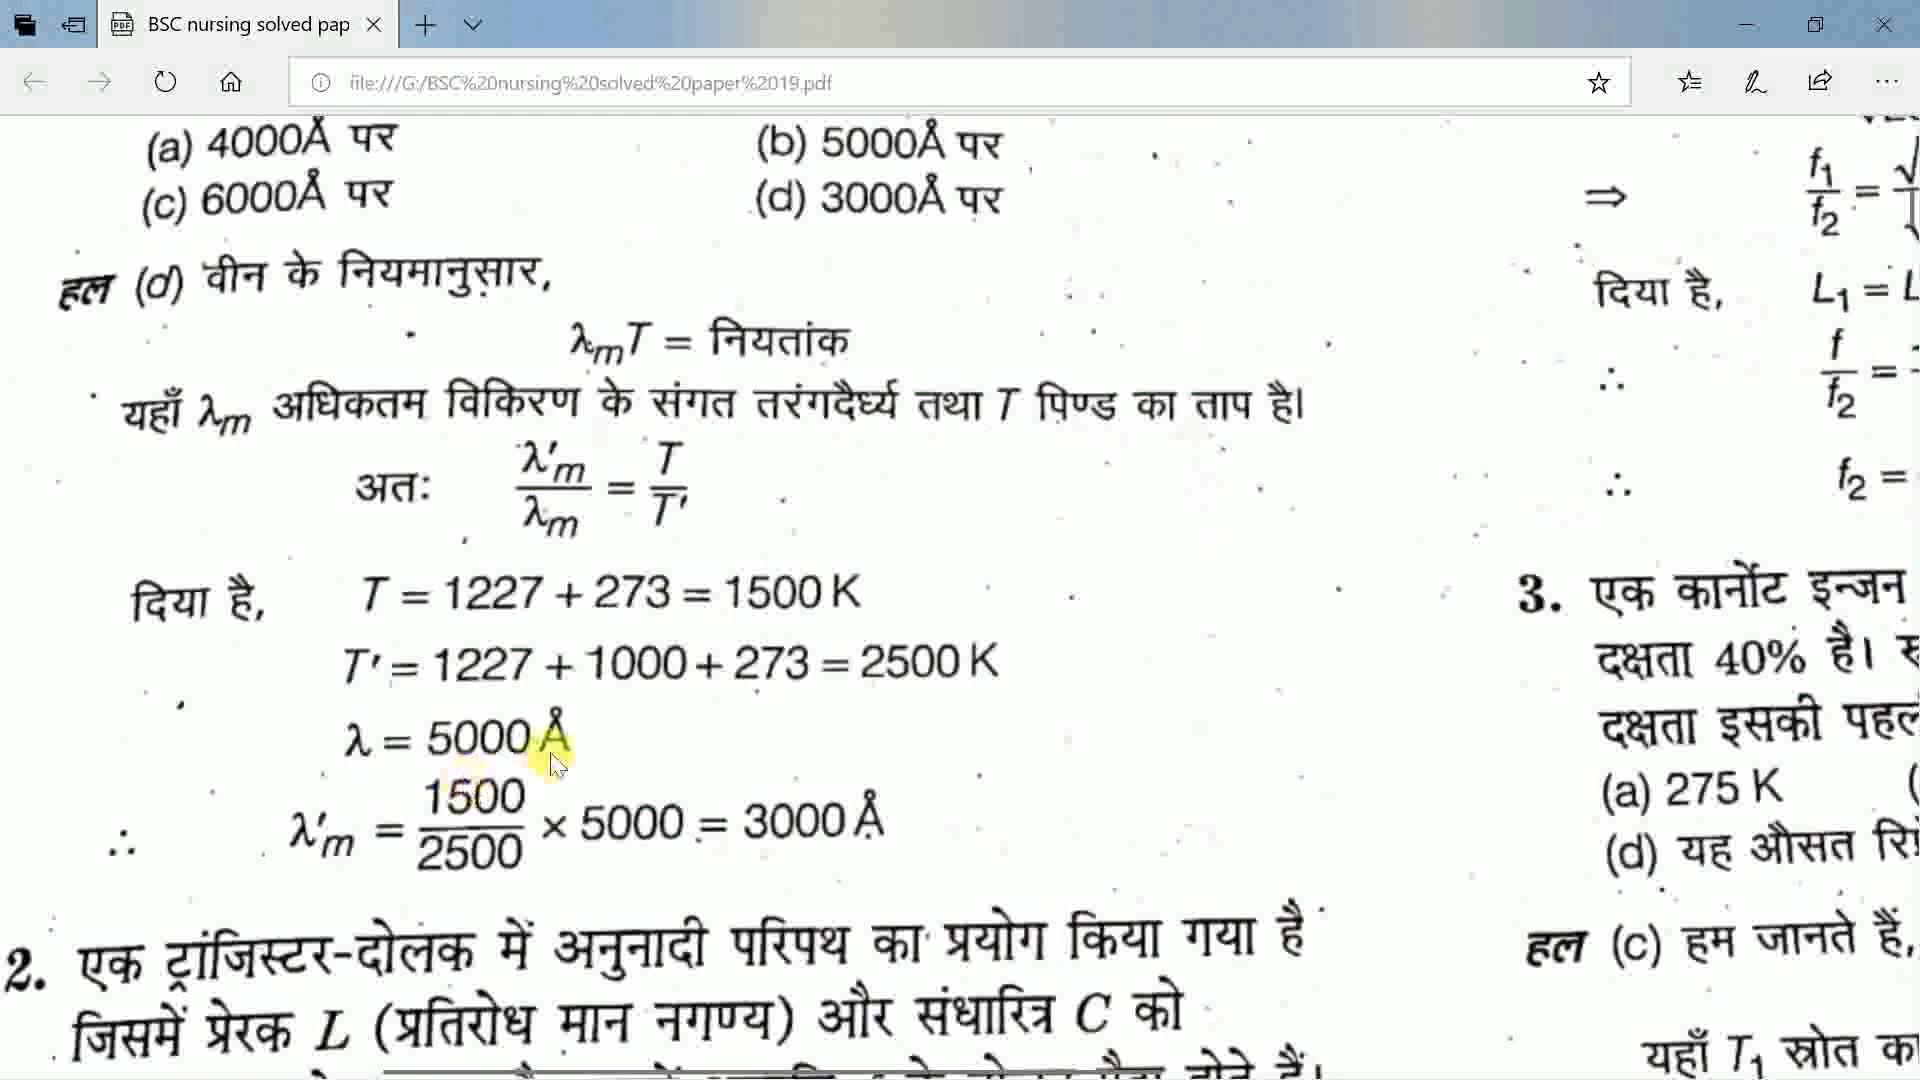 BSC nursing solved pap
file:///G:/BSC%20nursing%20solved%20paper%2019.pdf
(a) 4000Å पर (b) 5000Å पर
(c) 6000Å पर (d) 3000Å पर
हल (d) वीन के नियमानुसार,
λmT = नियतांक
यहाँ λm अधिकतम विकिरण के संगत तरंगदैर्ध्य तथा T पिण्ड का ताप है।
अतः λ'm/λm = T/T'
दिया है, T = 1227 + 273 = 1500 K
T' = 1227 + 1000 + 273 = 2500 K
λ = 5000 Å
∴ λ'm = 1500/2500 × 5000 = 3000 Å
2. एक ट्रांजिस्टर-दोलक में अनुनादी परिपथ का प्रयोग किया गया है
जिसमें प्रेरक L (प्रतिरोध मान नगण्य) और संधारित्र C को
⇒ f1/f2 =
दिया है, L1 = L
∴ f/f2 =
∴ f2 =
3. एक कार्नोट इन्जन
दक्षता 40% है।
दक्षता इसकी
(a) 275 K
(d) यह औसत
हल (c) हम जानते हैं,
यहाँ T1 स्रोत